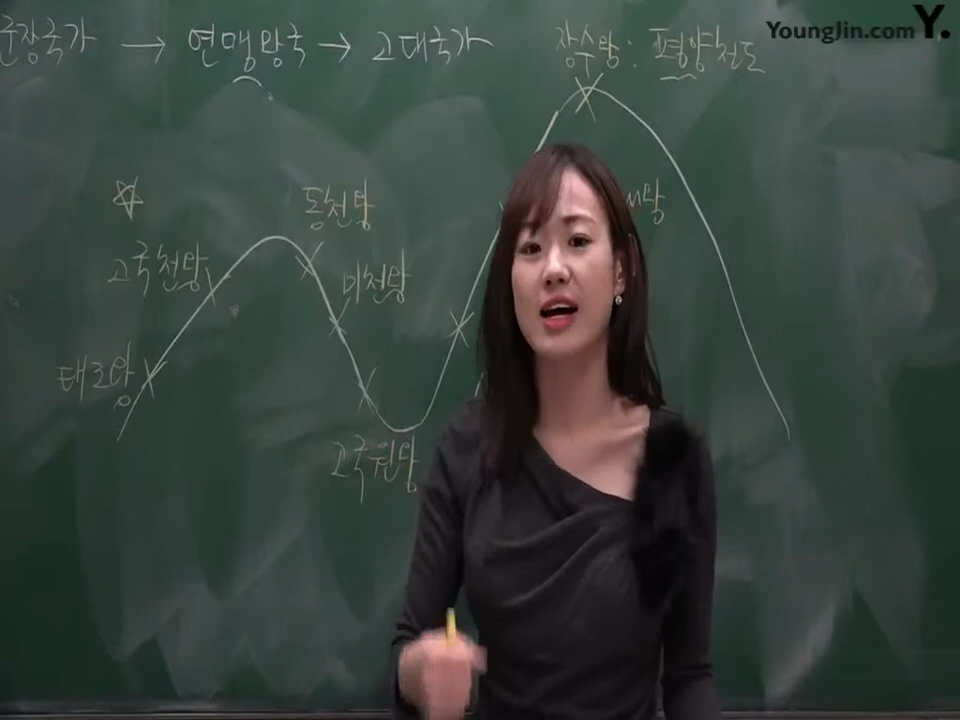 군장국가 → 연맹왕국 → 고대국가
장수왕 : 평양천도
YoungJin.com Y.
동천왕
고국천왕
미천왕
태조왕
고국원왕